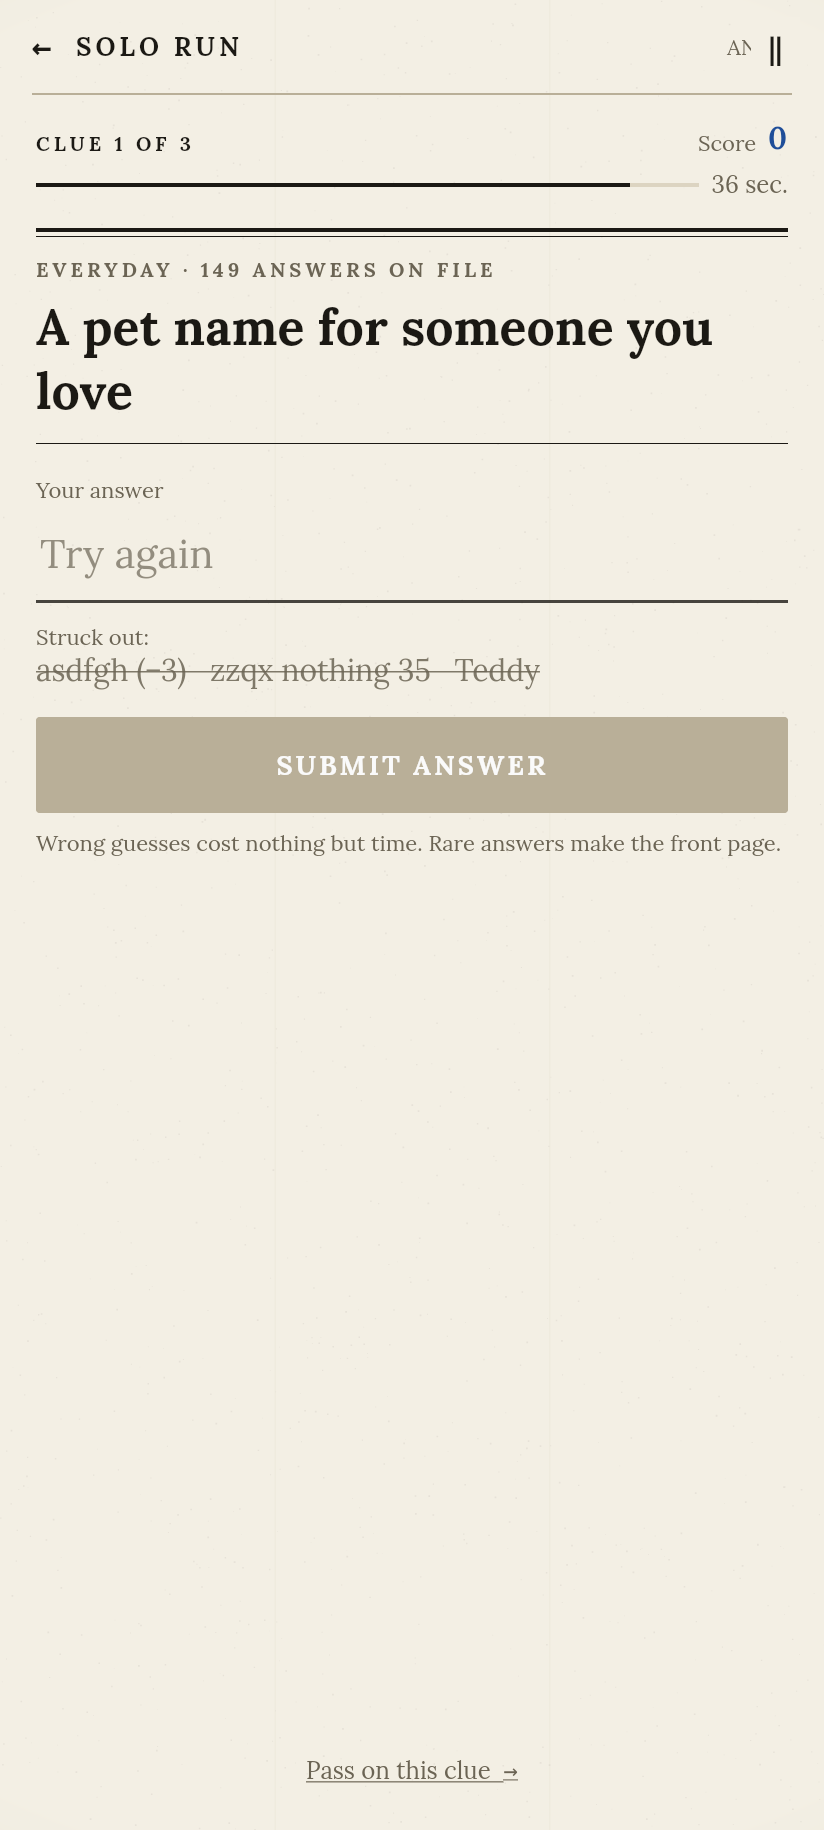 ← SOLO RUN AN
CLUE 1 OF 3 Score 0
36 sec.
EVERYDAY · 149 ANSWERS ON FILE
A pet name for someone you
love
Your answer
Try again
Struck out:
asdfgh (−3) zzqx nothing 35 Teddy
SUBMIT ANSWER
Wrong guesses cost nothing but time. Rare answers make the front page.
Pass on this clue →